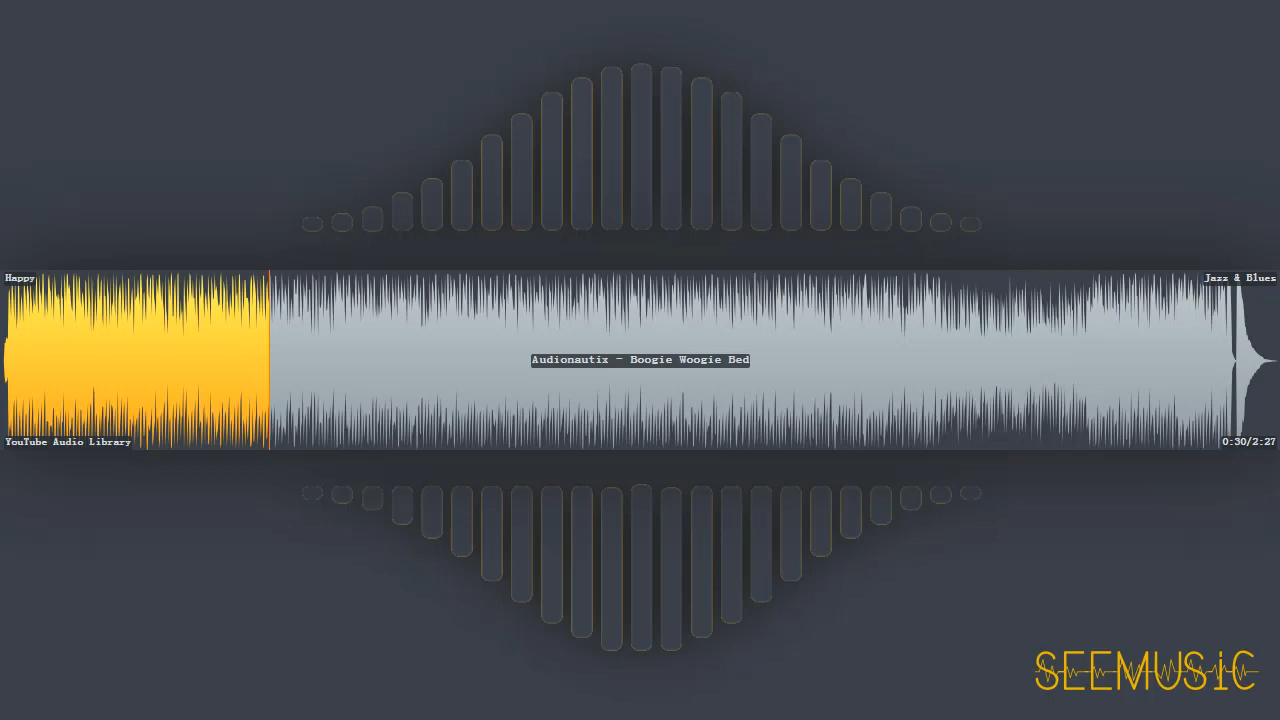 Happy
Jazz & Blues
Audionautix - Boogie Woogie Bed
YouTube Audio Library
0:30/2:27
SEEMUSiC